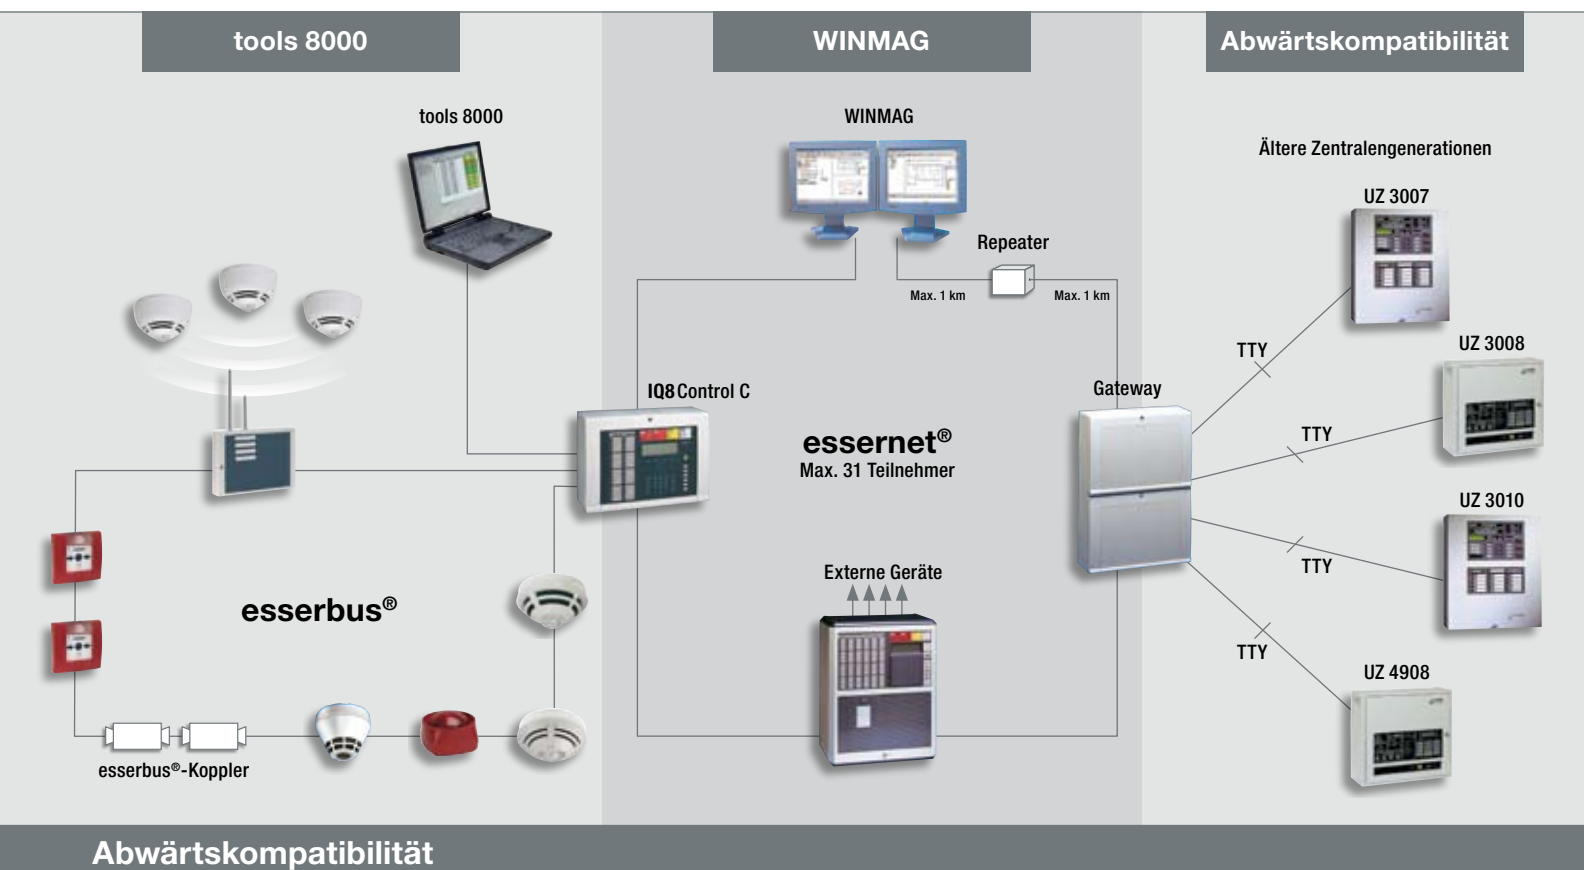 tools 8000
WINMAG
Abwärtskompatibilität
tools 8000
WINMAG
Ältere Zentralengenerationen
UZ 3007
Repeater
Max. 1 km
Max. 1 km
TTY
UZ 3008
IQ8Control C
Gateway
essernet®
Max. 31 Teilnehmer
TTY
UZ 3010
TTY
Externe Geräte
esserbus®
TTY
UZ 4908
esserbus®-Koppler
Abwärtskompatibilität